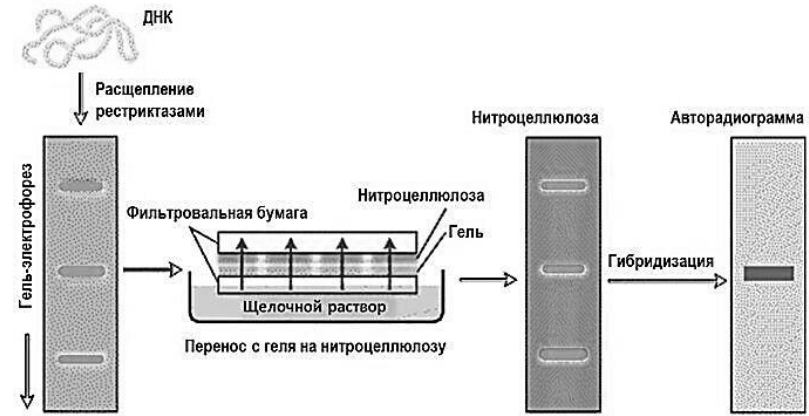 ДНК
Расщепление
рестриктазами
Гель-электрофорез
Фильтровальная бумага
Нитроцеллюлоза
Гель
Щелочной раствор
Перенос с геля на нитроцеллюлозу
Нитроцеллюлоза
Гибридизация
Авторадиограмма